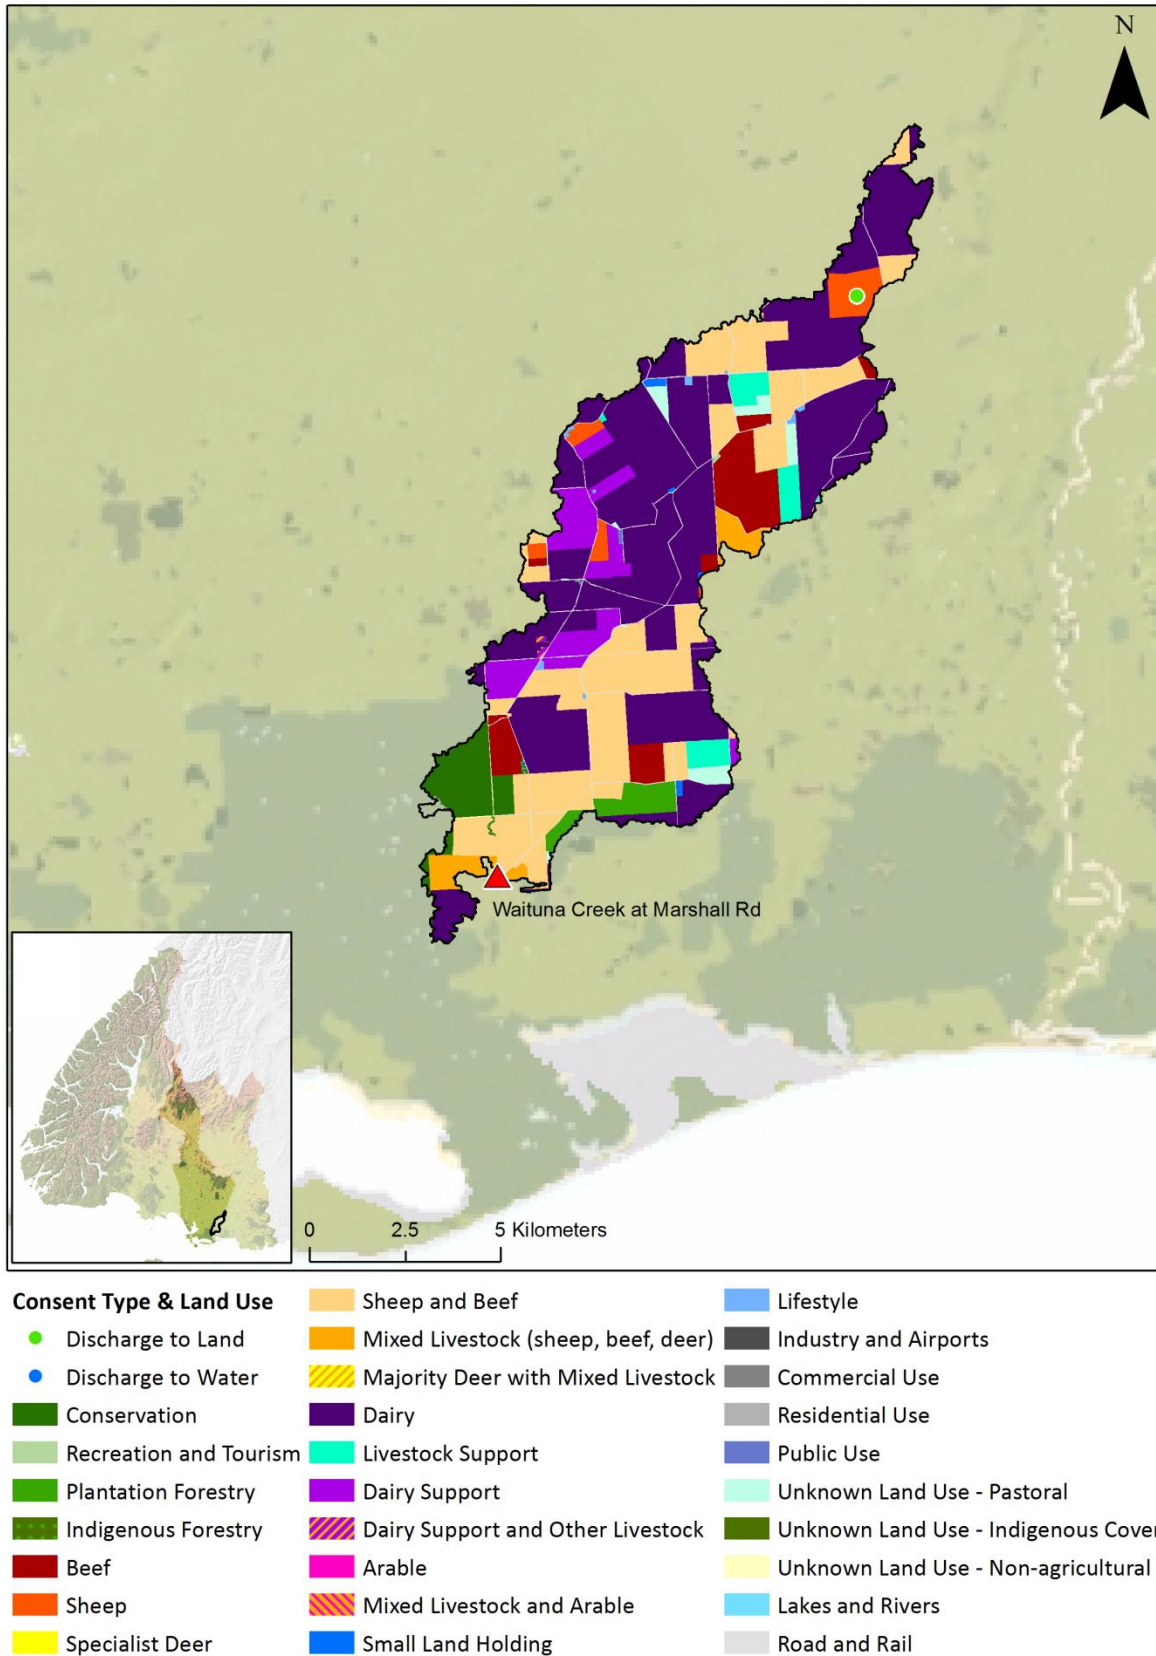 N
Waituna Creek at Marshall Rd
0 2.5 5 Kilometers
Consent Type & Land Use
Discharge to Land
Discharge to Water
Conservation
Recreation and Tourism
Plantation Forestry
Indigenous Forestry
Beef
Sheep
Specialist Deer
Sheep and Beef
Mixed Livestock (sheep, beef, deer)
Majority Deer with Mixed Livestock
Dairy
Livestock Support
Dairy Support
Dairy Support and Other Livestock
Arable
Mixed Livestock and Arable
Small Land Holding
Lifestyle
Industry and Airports
Commercial Use
Residential Use
Public Use
Unknown Land Use - Pastoral
Unknown Land Use - Indigenous Cover
Unknown Land Use - Non-agricultural
Lakes and Rivers
Road and Rail